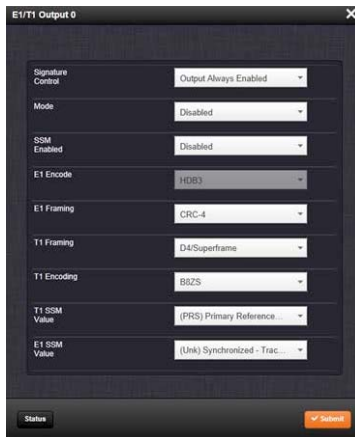 E1/T1 Output 0
Signature
Control
Output Always Enabled
Mode
Disabled
SSM
Enabled
Disabled
E1 Encode
HDB3
E1 Framing
CRC-4
T1 Framing
D4/Superframe
T1 Encoding
B8ZS
T1 SSM
Value
(PRS) Primary Reference...
E1 SSM
Value
(Unk) Synchronized - Trac...
Status
Submit